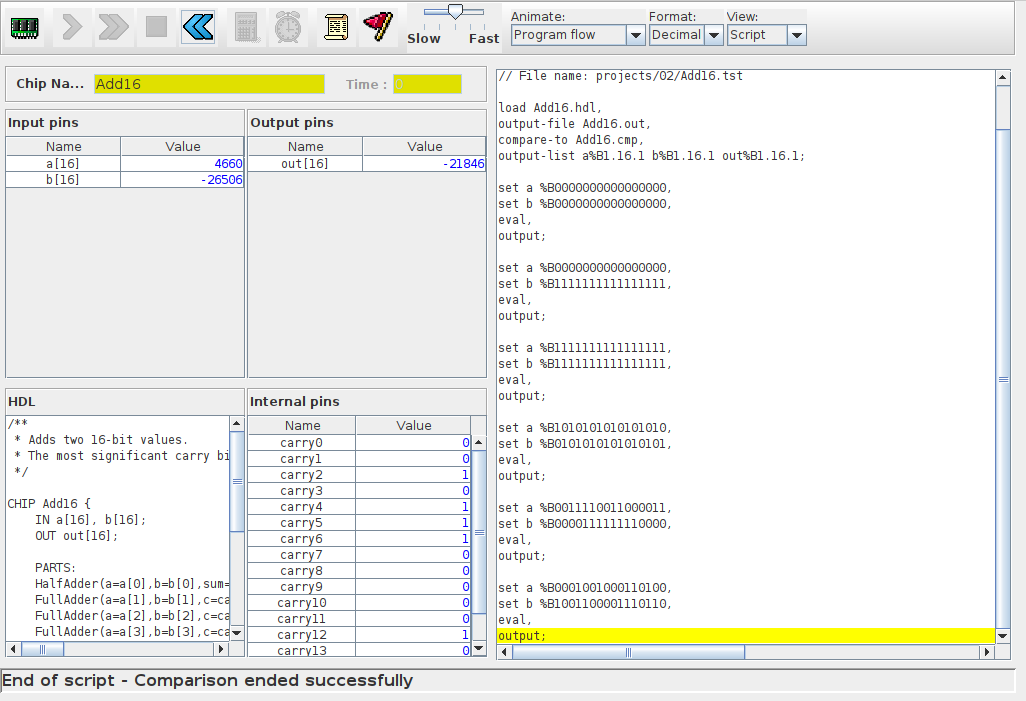 Slow Fast
Animate:
Program flow
Format:
Decimal
View:
Script
Chip Na...
Add16
Time :
0
Input pins
Name Value
a[16] 4660
b[16] -26506
Output pins
Name Value
out[16] -21846
HDL
/**
* Adds two 16-bit values.
* The most significant carry bi
*/
CHIP Add16 {
IN a[16], b[16];
OUT out[16];
PARTS:
HalfAdder(a=a[0],b=b[0],sum=
FullAdder(a=a[1],b=b[1],c=ca
FullAdder(a=a[2],b=b[2],c=ca
FullAdder(a=a[3],b=b[3],c=ca
Internal pins
Name Value
carry0 0
carry1 0
carry2 1
carry3 0
carry4 1
carry5 1
carry6 1
carry7 0
carry8 0
carry9 0
carry10 0
carry11 0
carry12 1
carry13 0
// File name: projects/02/Add16.tst
load Add16.hdl,
output-file Add16.out,
compare-to Add16.cmp,
output-list a%B1.16.1 b%B1.16.1 out%B1.16.1;
set a %B0000000000000000,
set b %B0000000000000000,
eval,
output;
set a %B0000000000000000,
set b %B1111111111111111,
eval,
output;
set a %B1111111111111111,
set b %B1111111111111111,
eval,
output;
set a %B1010101010101010,
set b %B0101010101010101,
eval,
output;
set a %B0011110011000011,
set b %B0000111111110000,
eval,
output;
set a %B0001001000110100,
set b %B1001100001110110,
eval,
output;
End of script - Comparison ended successfully